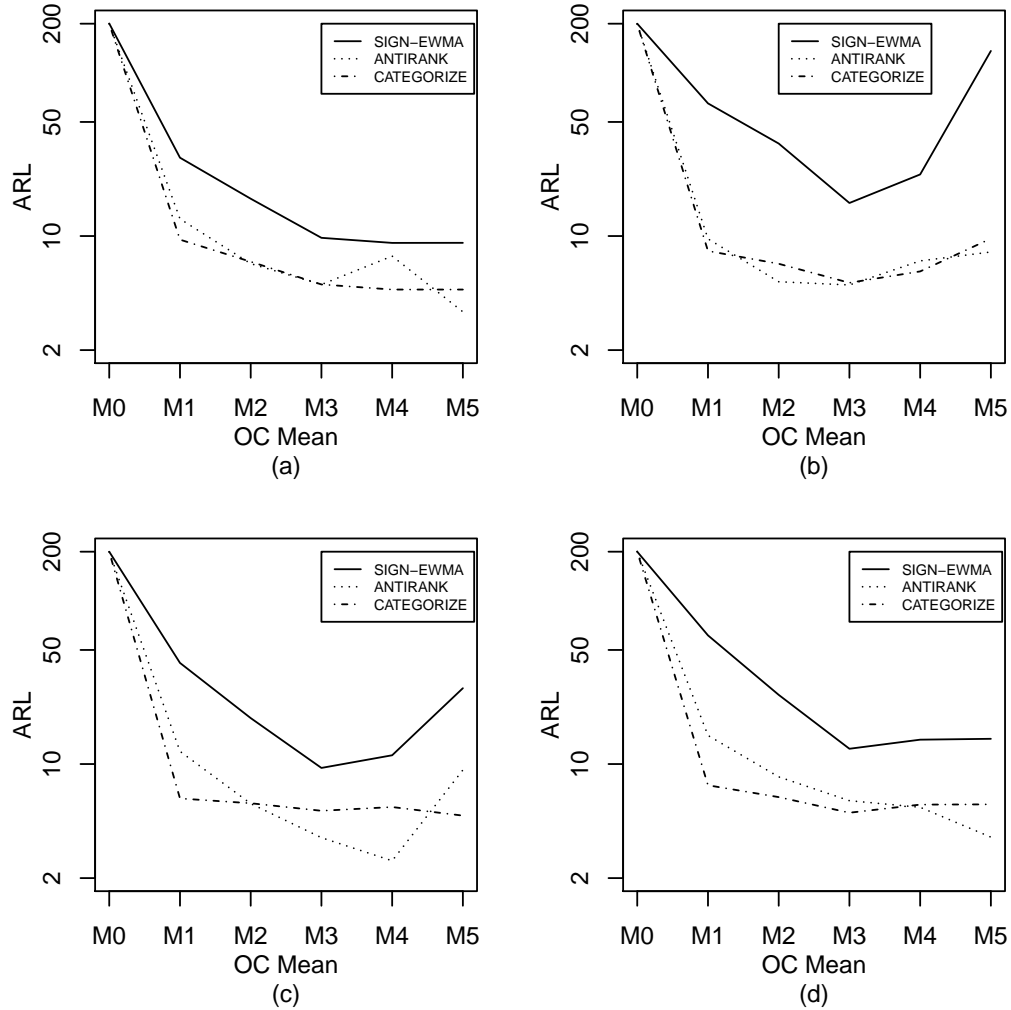 200
50
10
2
ARL
SIGN−EWMA
ANTIRANK
CATEGORIZE
M0 M1 M2 M3 M4 M5
OC Mean
(a)
200
50
10
2
ARL
SIGN−EWMA
ANTIRANK
CATEGORIZE
M0 M1 M2 M3 M4 M5
OC Mean
(b)
200
50
10
2
ARL
SIGN−EWMA
ANTIRANK
CATEGORIZE
M0 M1 M2 M3 M4 M5
OC Mean
(c)
200
50
10
2
ARL
SIGN−EWMA
ANTIRANK
CATEGORIZE
M0 M1 M2 M3 M4 M5
OC Mean
(d)